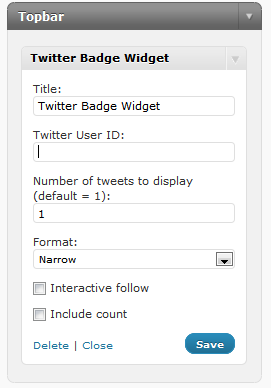 Topbar
Twitter Badge Widget
Title:
Twitter Badge Widget
Twitter User ID:
Number of tweets to display
(default = 1):
1
Format:
Narrow
Interactive follow
Include count
Delete | Close Save